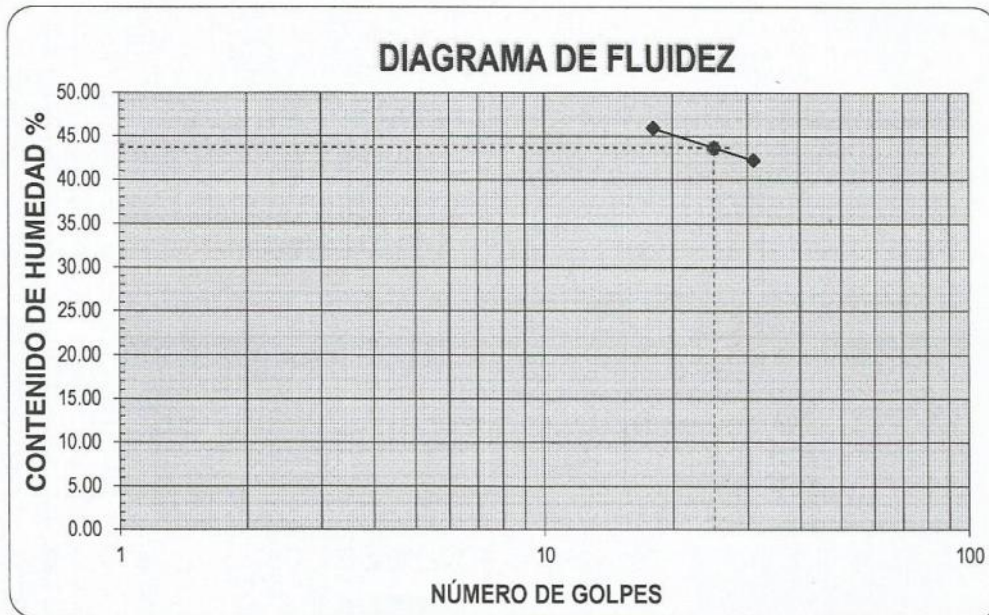 DIAGRAMA DE FLUIDEZ
CONTENIDO DE HUMEDAD %
50.00
45.00
40.00
35.00
30.00
25.00
20.00
15.00
10.00
5.00
0.00
1 10 100
NÚMERO DE GOLPES